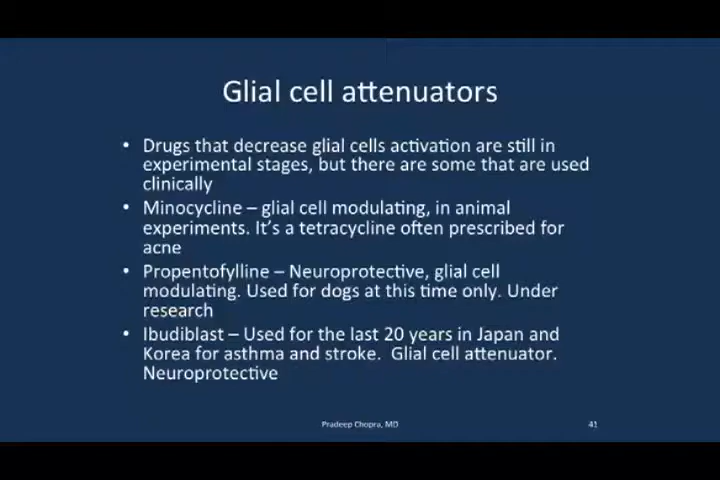 Glial cell attenuators
• Drugs that decrease glial cells activation are still in
experimental stages, but there are some that are used
clinically
• Minocycline – glial cell modulating, in animal
experiments. It's a tetracycline often prescribed for
acne
• Propentofylline – Neuroprotective, glial cell
modulating. Used for dogs at this time only. Under
research
• Ibudiblast – Used for the last 20 years in Japan and
Korea for asthma and stroke.  Glial cell attenuator.
Neuroprotective
Pradeep Chopra, MD
41